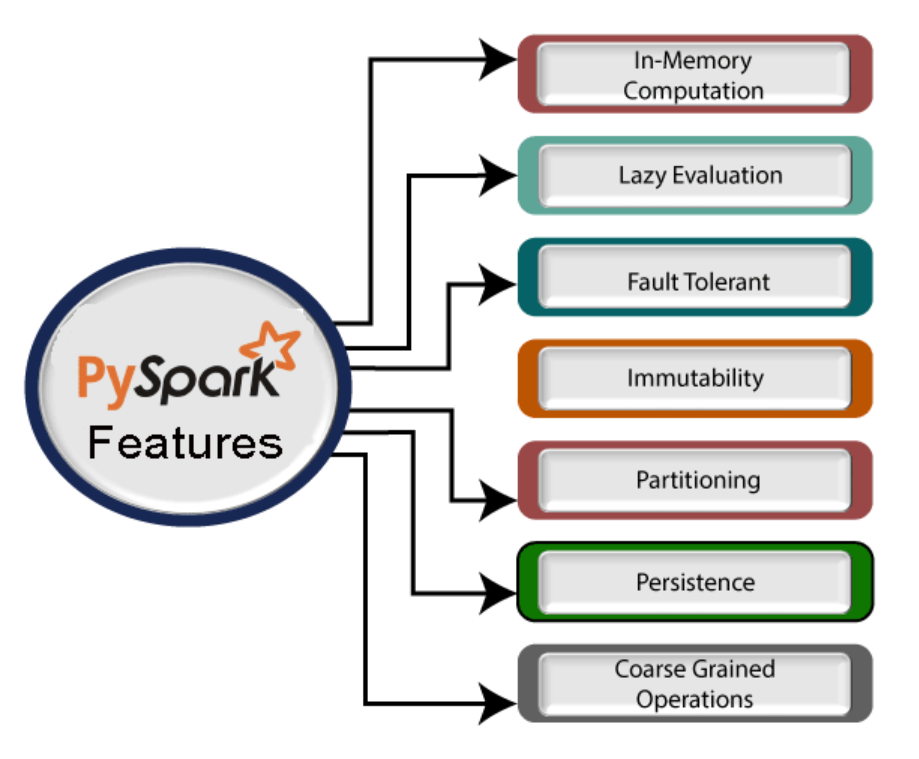 In-Memory
Computation
Lazy Evaluation
Fault Tolerant
PySpark
Features
Immutability
Partitioning
Persistence
Coarse Grained
Operations